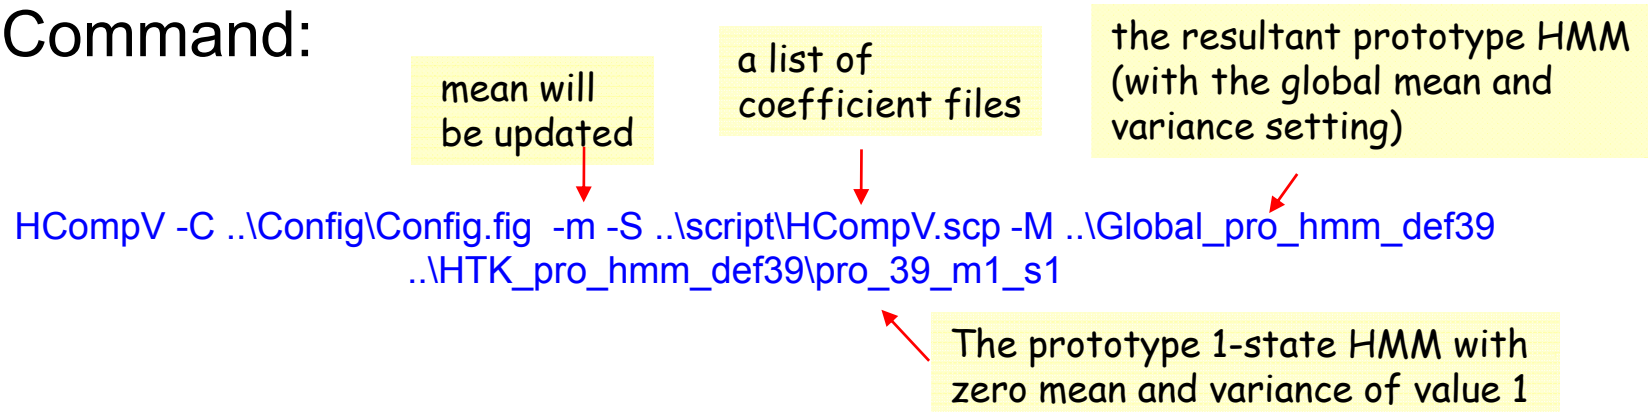 Command:
mean will
be updated
a list of
coefficient files
the resultant prototype HMM
(with the global mean and
variance setting)
HCompV -C ..\Config\Config.fig -m -S ..\script\HCompV.scp -M ..\Global_pro_hmm_def39
..\HTK_pro_hmm_def39\pro_39_m1_s1
The prototype 1-state HMM with
zero mean and variance of value 1